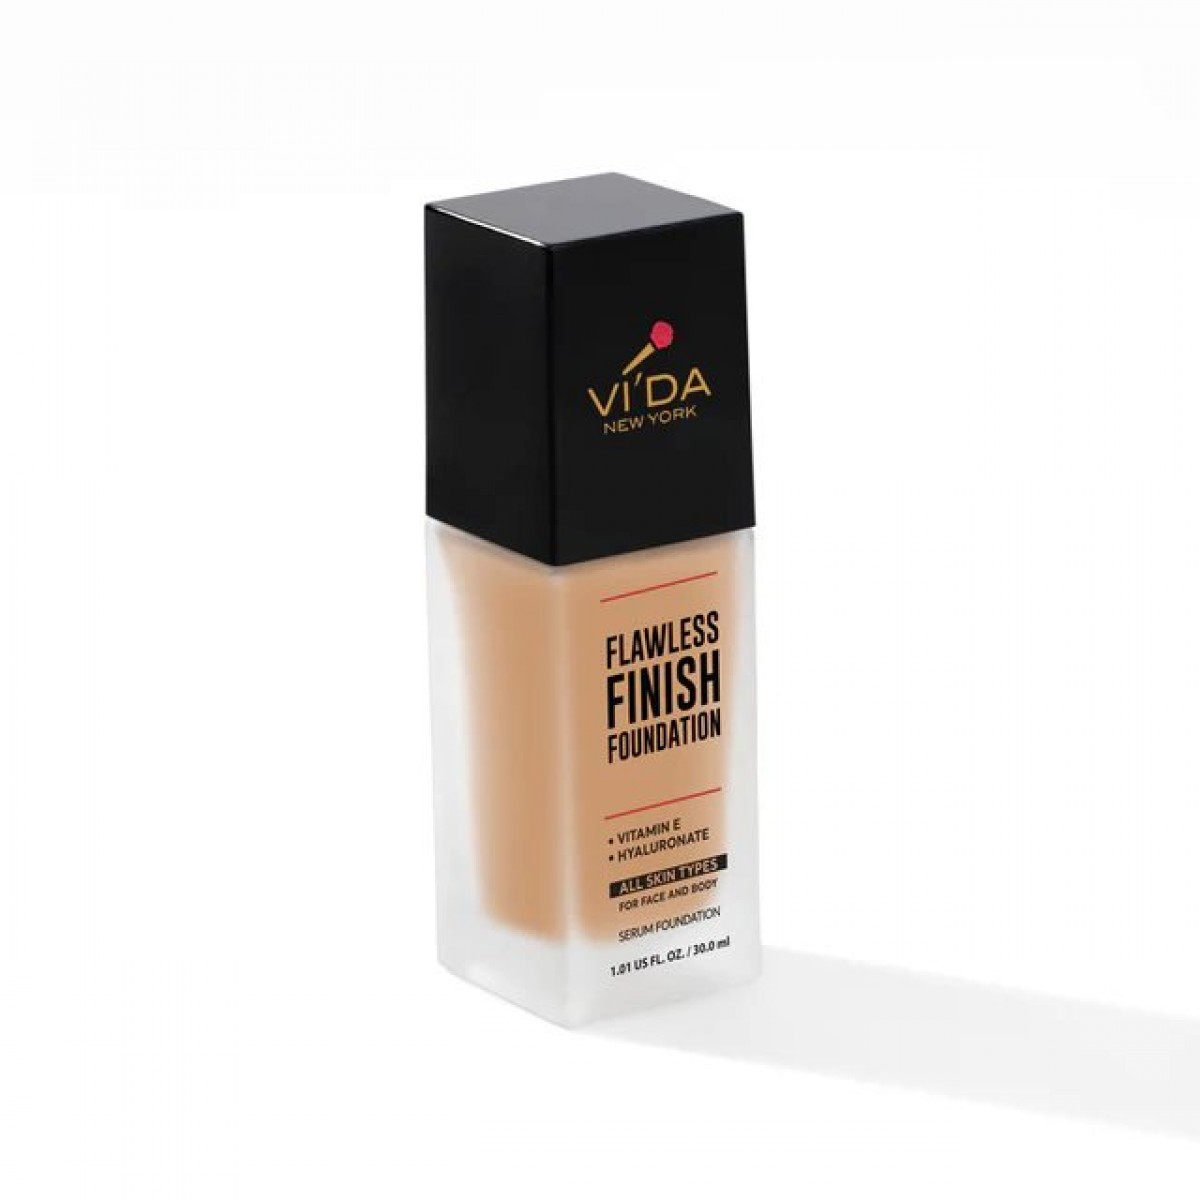 VI'DA
NEW YORK
FLAWLESS
FINISH
FOUNDATION
• VITAMIN E
• HYALURONATE
ALL SKIN TYPES
FOR FACE AND BODY
SERUM FOUNDATION
1.01 US FL. OZ. / 30.0 ml